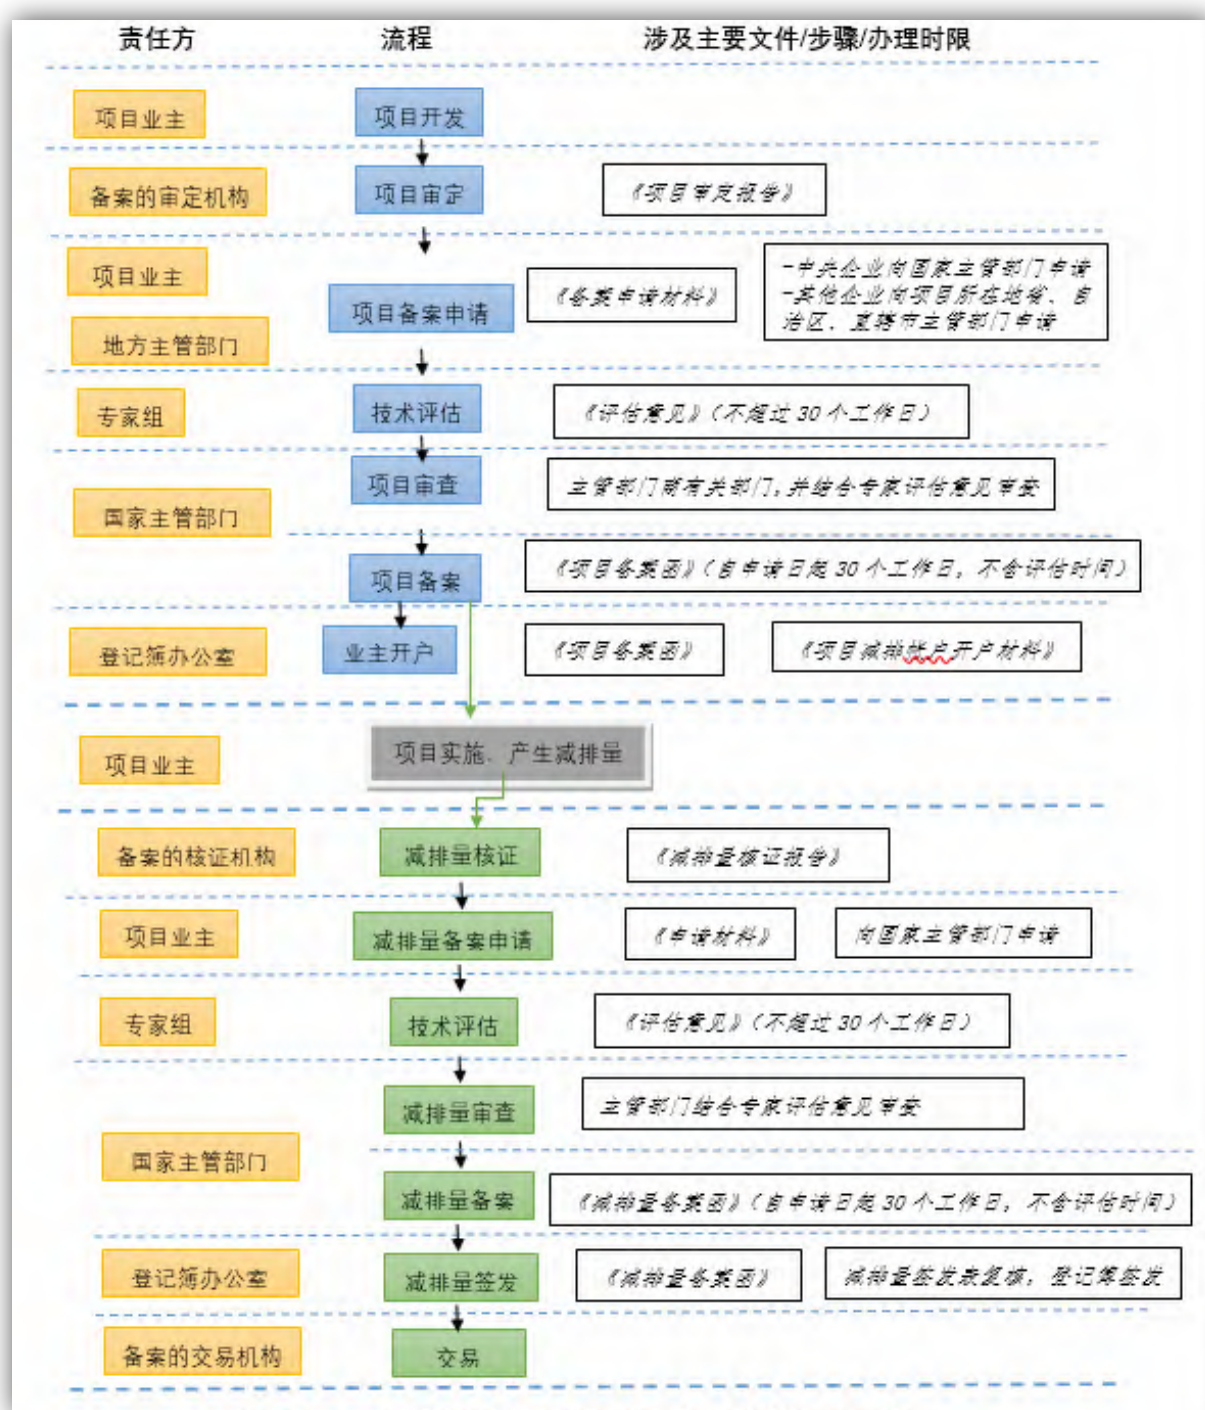 责任方 流程 涉及主要文件/步骤/办理时限
项目业主 项目开发
备案的审定机构 项目审定 《项目审定报告》
项目业主
地方主管部门
项目备案申请 《备案申请材料》
-中央企业向国家主管部门申请
-其他企业向项目所在地省、自
治区、直辖市主管部门申请
专家组 技术评估 《评估意见》（不超过 30 个工作日）
国家主管部门
项目审查 主管部门商有关部门,并结合专家评估意见审查
项目备案 《项目备案函》（自申请日起 30 个工作日，不含评估时间）
登记簿办公室 业主开户 《项目备案函》 《项目减排帐户开户材料》
项目业主 项目实施、产生减排量
备案的核证机构 减排量核证 《减排量核证报告》
项目业主 减排量备案申请 《申请材料》 向国家主管部门申请
专家组 技术评估 《评估意见》（不超过 30 个工作日）
国家主管部门
减排量审查 主管部门结合专家评估意见审查
减排量备案 《减排量备案函》（自申请日起 30 个工作日，不含评估时间）
登记簿办公室 减排量签发 《减排量备案函》 减排量签发表复核，登记簿签发
备案的交易机构 交易